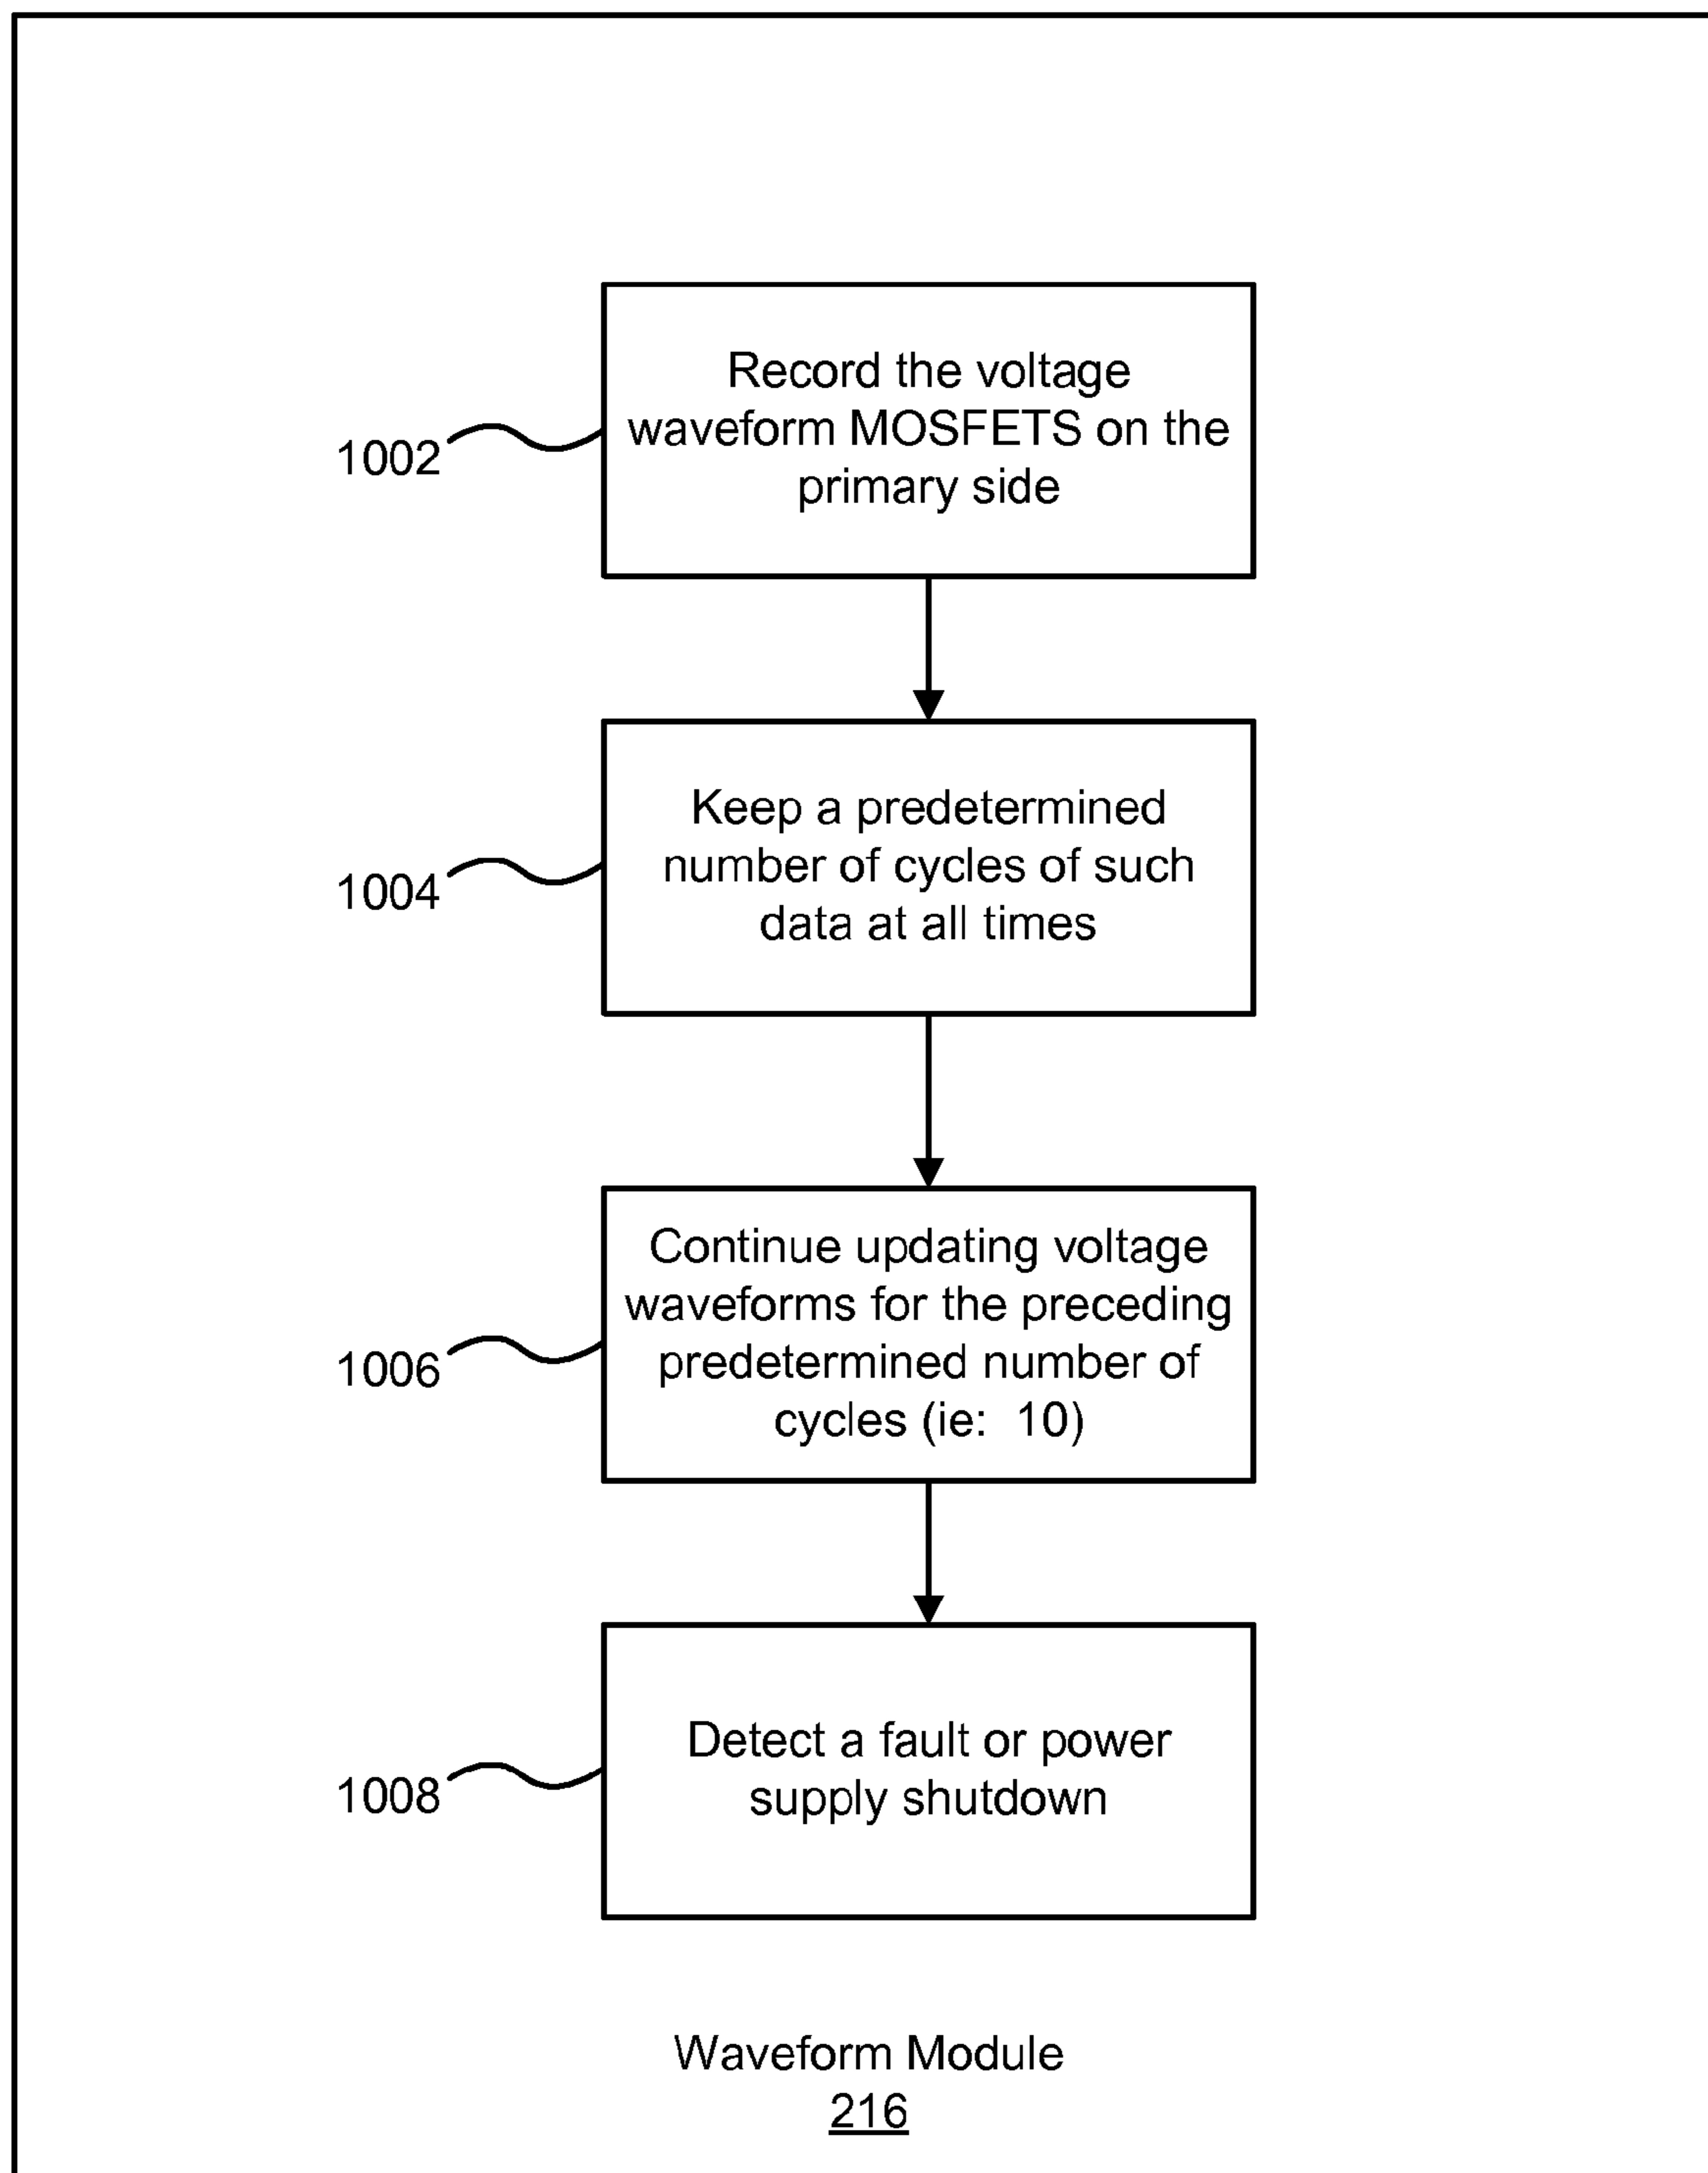 Record the voltage
waveform MOSFETS on the
primary side
1002
Keep a predetermined
number of cycles of such
data at all times
1004
Continue updating voltage
waveforms for the preceding
predetermined number of
cycles (ie:  10)
1006
Detect a fault or power
supply shutdown
1008
Waveform Module
216